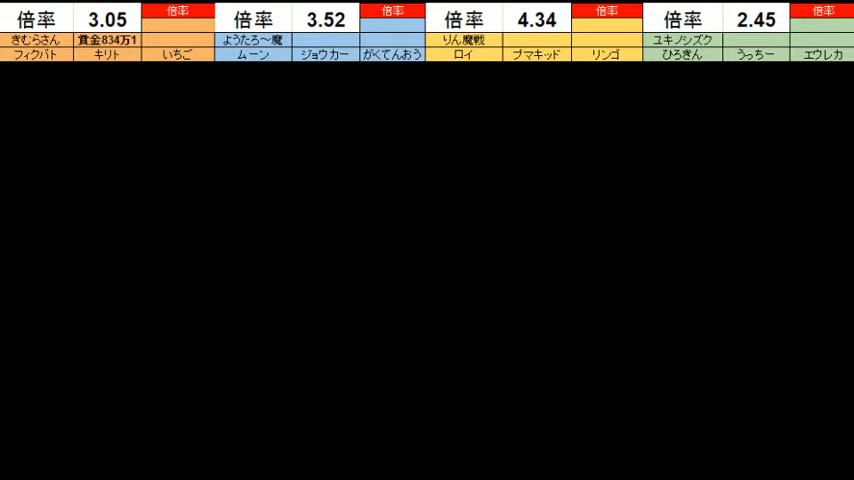 倍率 3.05 倍率 倍率 3.52 倍率 倍率 4.34 倍率 倍率 2.45 倍率
きむらさん 賞金834万1 ようたろ～魔 りん魔戦 ユキノシズク
フィクバト キリト いちご ムーン ジョウカー がくてんおう ロイ ブマキッド リンゴ ひろきん うっちー エウレカ